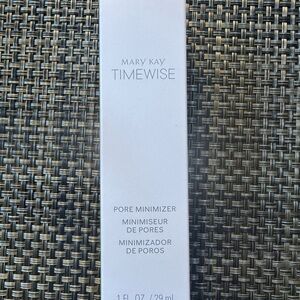 MARY KAY
TIMEWISE
PORE MINIMIZER
MINIMISEUR
DE PORES
MINIMIZADOR
DE POROS
1 FL. OZ. / 29 mL